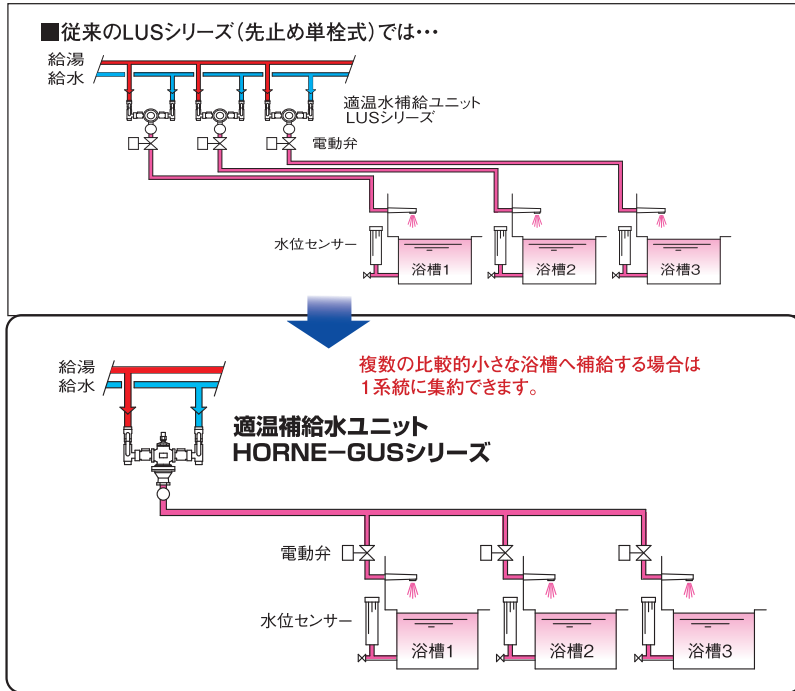 ■従来のLUSシリーズ（先止め単栓式）では…
給湯
給水
適温水補給ユニット
LUSシリーズ
電動弁
水位センサー
浴槽1
浴槽2
浴槽3
複数の比較的小さな浴槽へ補給する場合は
1系統に集約できます。
給湯
給水
適温補給水ユニット
HORNE−GUSシリーズ
電動弁
水位センサー
浴槽1
浴槽2
浴槽3